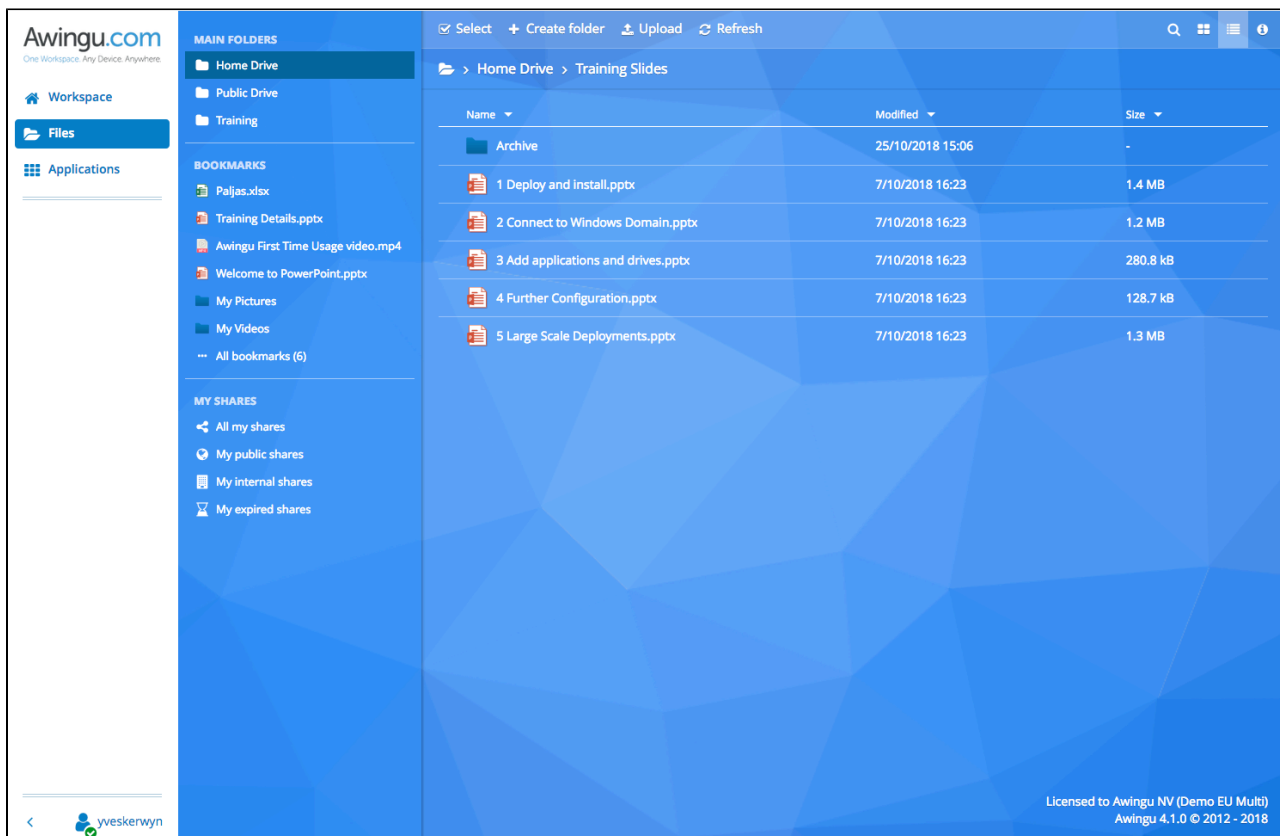 Awingu.com
One Workspace. Any Device. Anywhere.
Workspace
Files
Applications
yveskerwyn
MAIN FOLDERS
Home Drive
Public Drive
Training
BOOKMARKS
Paljas.xlsx
Training Details.pptx
Awingu First Time Usage video.mp4
Welcome to PowerPoint.pptx
My Pictures
My Videos
All bookmarks (6)
MY SHARES
All my shares
My public shares
My internal shares
My expired shares
Select Create folder Upload Refresh
> Home Drive > Training Slides
Name Modified Size
Archive 25/10/2018 15:06 -
1 Deploy and install.pptx 7/10/2018 16:23 1.4 MB
2 Connect to Windows Domain.pptx 7/10/2018 16:23 1.2 MB
3 Add applications and drives.pptx 7/10/2018 16:23 280.8 kB
4 Further Configuration.pptx 7/10/2018 16:23 128.7 kB
5 Large Scale Deployments.pptx 7/10/2018 16:23 1.3 MB
Licensed to Awingu NV (Demo EU Multi)
Awingu 4.1.0 © 2012 - 2018